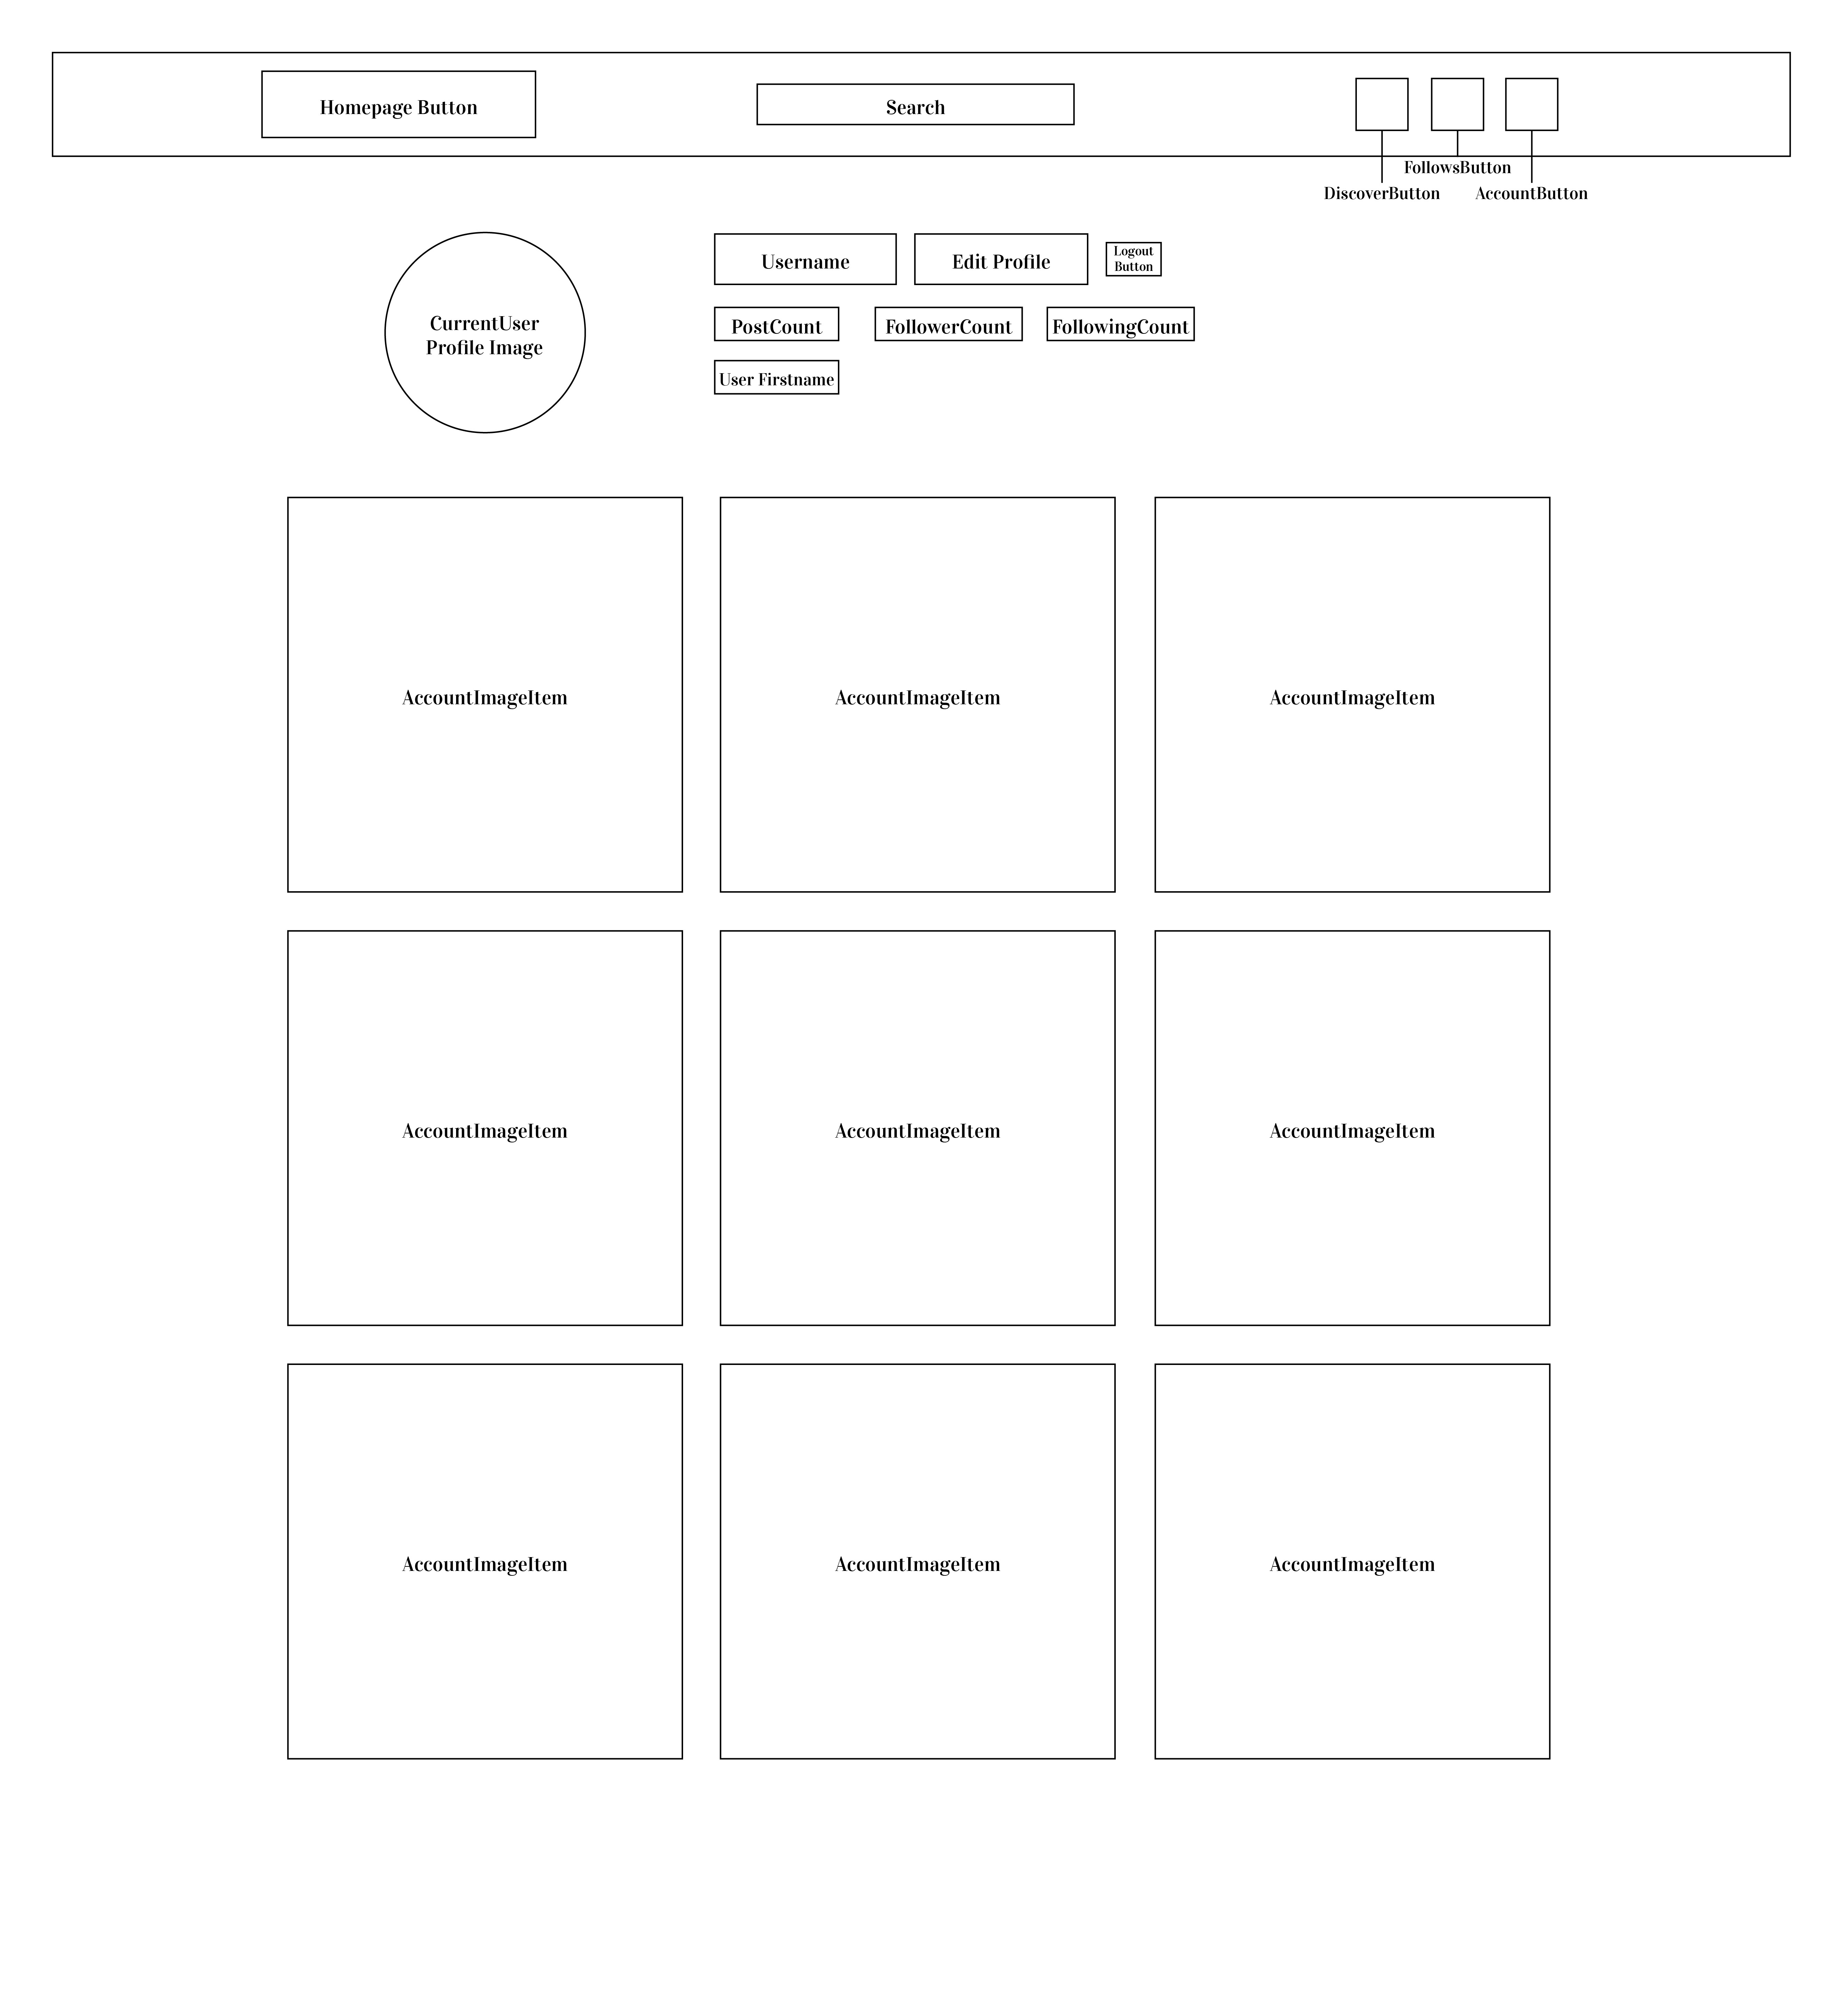 Homepage Button
Search
FollowsButton
DiscoverButton
AccountButton
CurrentUser
Profile Image
Username
Edit Profile
Logout
Button
PostCount
FollowerCount
FollowingCount
User Firstname
AccountImageItem
AccountImageItem
AccountImageItem
AccountImageItem
AccountImageItem
AccountImageItem
AccountImageItem
AccountImageItem
AccountImageItem